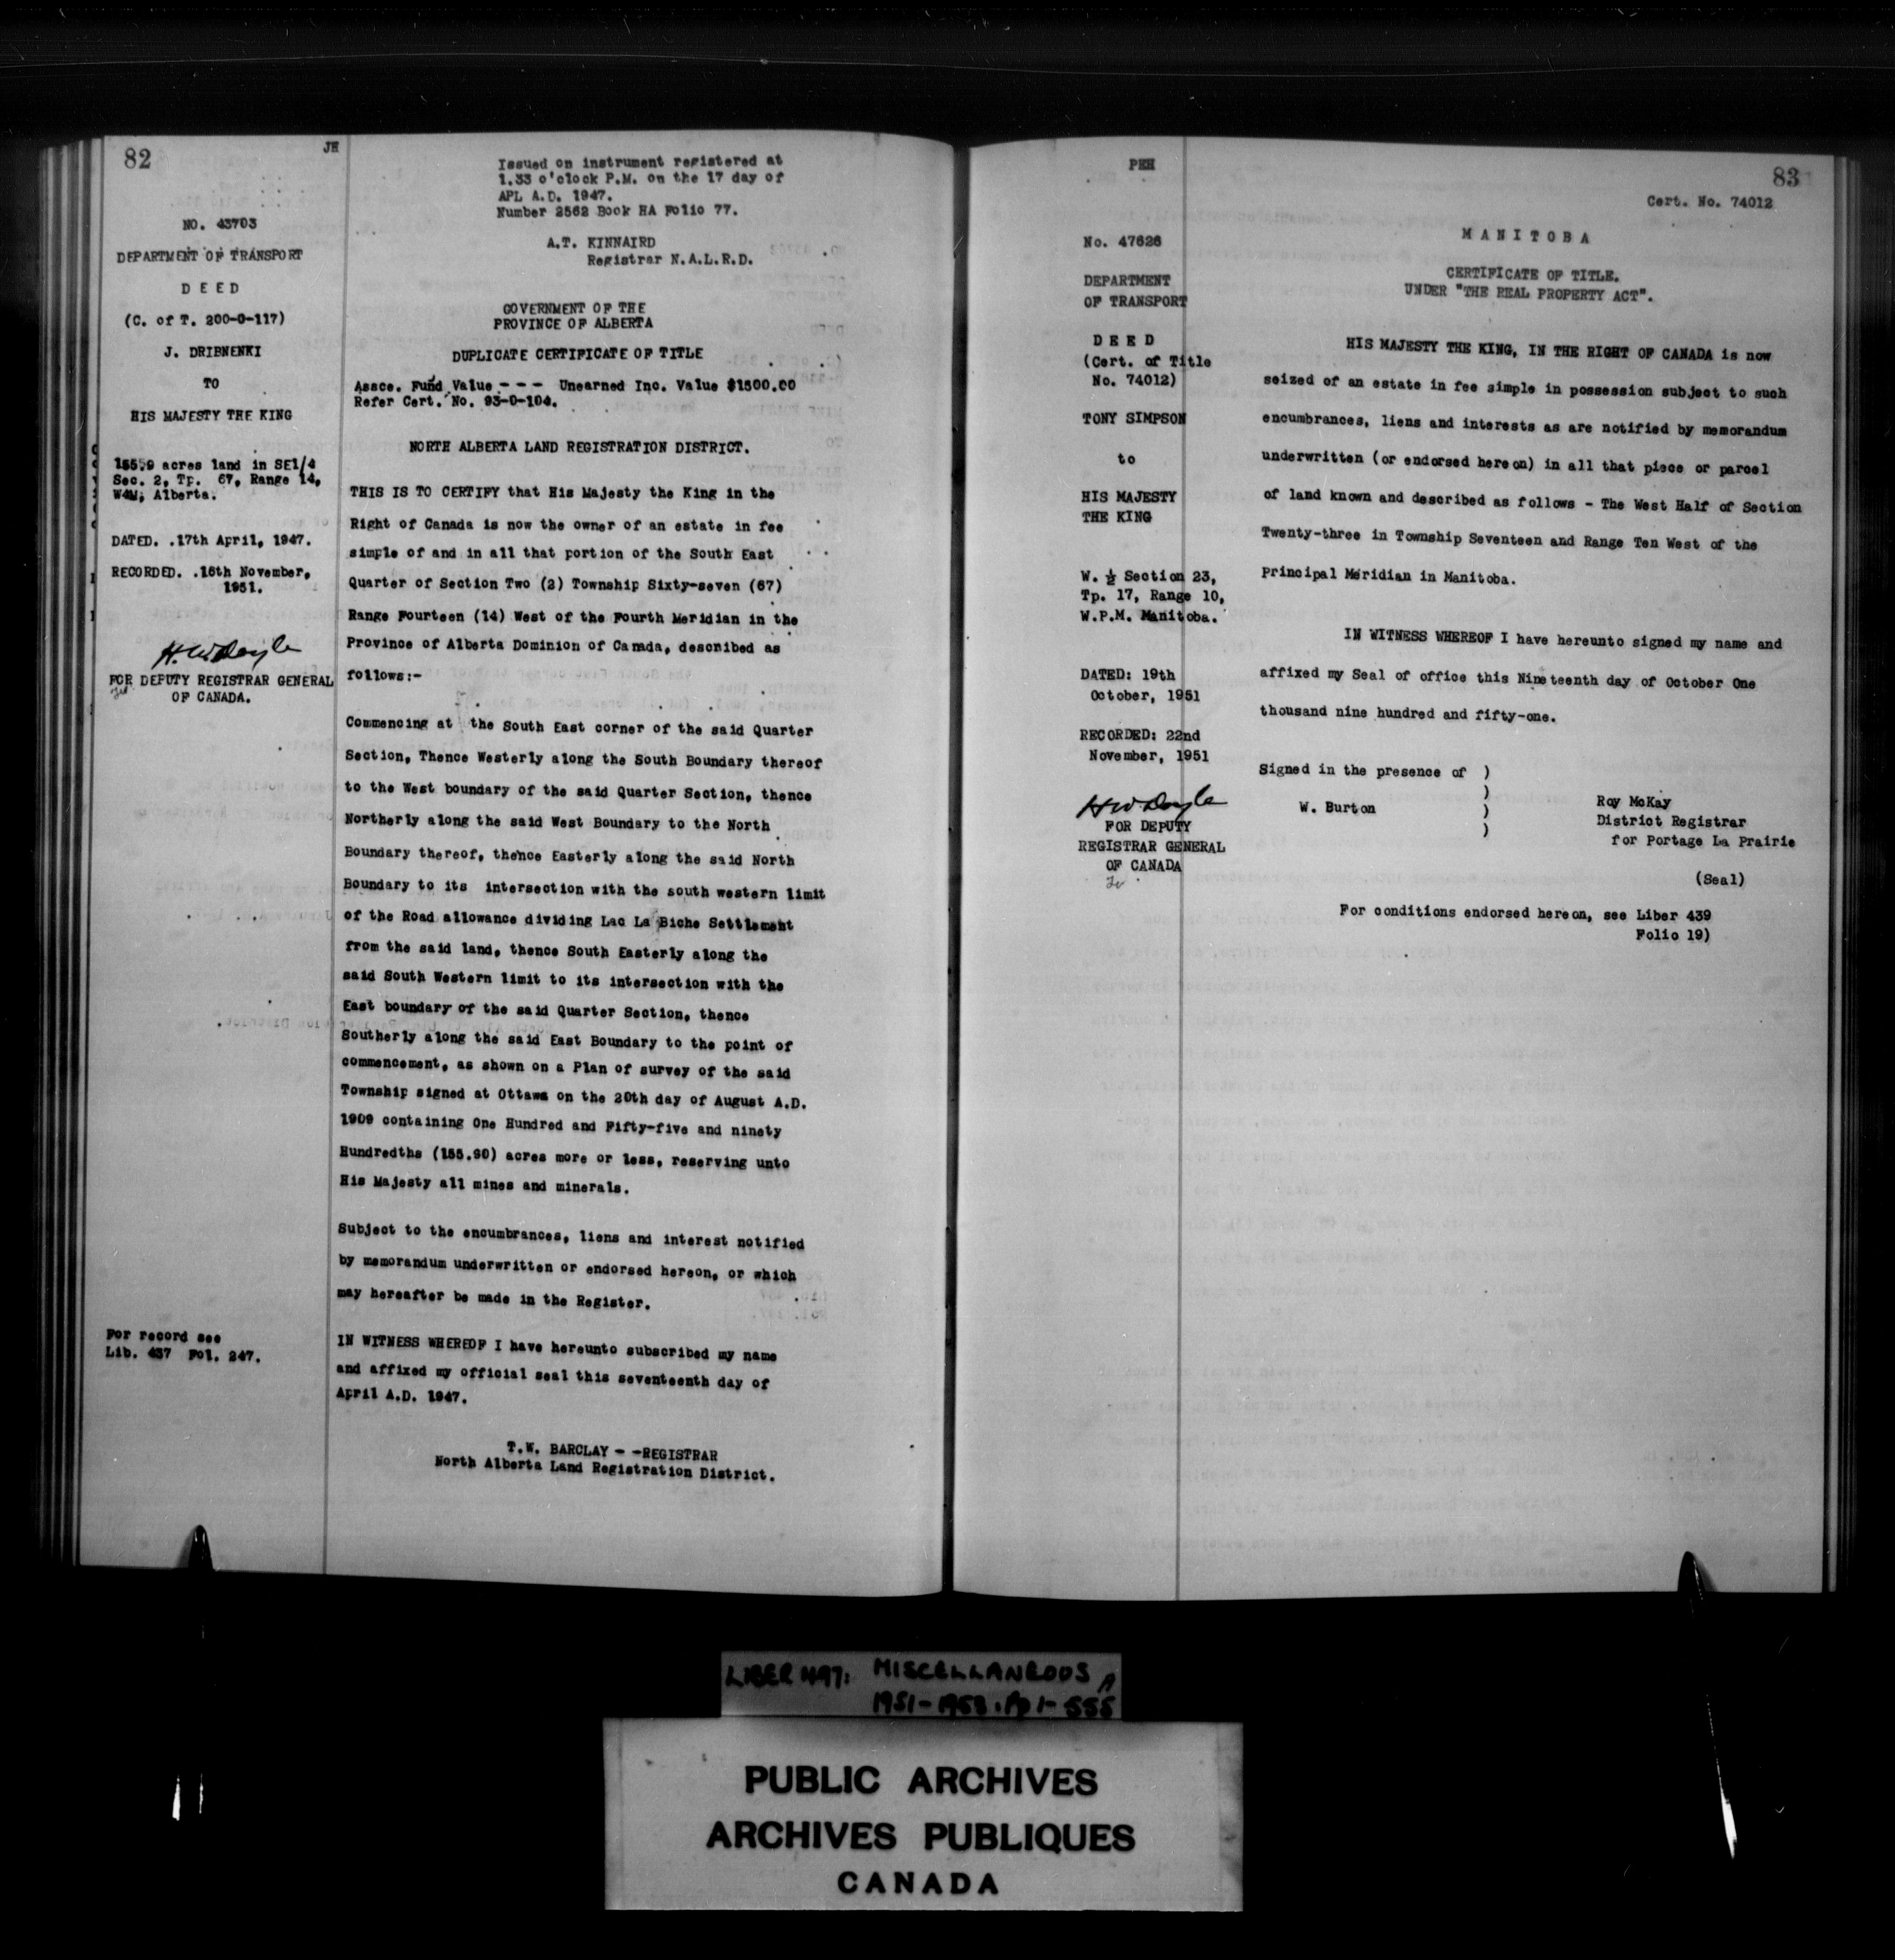 82
JH
NO. 43703
DEPARTMENT OF TRANSPORT
D E E D
(C. of T. 200-O-117)
J. DRIBNENKI
TO
HIS MAJESTY THE KING
155.9 acres land in SE1/4
Sec. 2, Tp. 67, Range 14,
W4M; Alberta.
DATED. .17th April, 1947.
RECORDED. .16th November,
1951.
H.W. Doyle
FOR DEPUTY REGISTRAR GENERAL
OF CANADA.
For record see
Lib. 437 Fol. 247.
Issued on instrument registered at
1.33 o'clock P.M. on the 17 day of
APL A.D. 1947.
Number 2562 Book HA Folio 77.
A.T. KINNAIRD
Registrar N.A.L.R.D.
GOVERNMENT OF THE
PROVINCE OF ALBERTA
DUPLICATE CERTIFICATE OF TITLE
Assce. Fund Value - - - Unearned Inc. Value $1500.00
Refer Cert. No. 93-O-104.
NORTH ALBERTA LAND REGISTRATION DISTRICT.
THIS IS TO CERTIFY that His Majesty the King in the
Right of Canada is now the owner of an estate in fee
simple of and in all that portion of the South East
Quarter of Section Two (2) Township Sixty-seven (67)
Range Fourteen (14) West of the Fourth Meridian in the
Province of Alberta Dominion of Canada, described as
follows:-
Commencing at the South East corner of the said Quarter
Section, Thence Westerly along the South Boundary thereof
to the West boundary of the said Quarter Section, thence
Northerly along the said West Boundary to the North
Boundary thereof, thence Easterly along the said North
Boundary to its intersection with the south western limit
of the Road allowance dividing Lac La Biche Settlement
from the said land, thence South Easterly along the
said South Western limit to its intersection with the
East boundary of the said Quarter Section, thence
Southerly along the said East Boundary to the point of
commencement, as shown on a Plan of survey of the said
Township signed at Ottawa on the 20th day of August A.D.
1909 containing One Hundred and Fifty-five and ninety
Hundredths (155.90) acres more or less, reserving unto
His Majesty all mines and minerals.
Subject to the encumbrances, liens and interest notified
by memorandum underwritten or endorsed hereon, or which
may hereafter be made in the Register.
IN WITNESS WHEREOF I have hereunto subscribed my name
and affixed my official seal this seventeenth day of
April A.D. 1947.
T.W. BARCLAY - -REGISTRAR
North Alberta Land Registration District.
PEH
83
Cert. No. 74012
No. 47626
DEPARTMENT
OF TRANSPORT
D E E D
(Cert. of Title
No. 74012)
TONY SIMPSON
to
HIS MAJESTY
THE KING
W. ½ Section 23,
Tp. 17, Range 10,
W.P.M. Manitoba.
DATED: 19th
October, 1951
RECORDED: 22nd
November, 1951
H W Doyle
FOR DEPUTY
REGISTRAR GENERAL
OF CANADA
M A N I T O B A
CERTIFICATE OF TITLE.
UNDER "THE REAL PROPERTY ACT".
HIS MAJESTY THE KING, IN THE RIGHT OF CANADA is now
seized of an estate in fee simple in possession subject to such
encumbrances, liens and interests as are notified by memorandum
underwritten (or endorsed hereon) in all that piece or parcel
of land known and described as follows - The West Half of Section
Twenty-three in Township Seventeen and Range Ten West of the
Principal Meridian in Manitoba.
IN WITNESS WHEREOF I have hereunto signed my name and
affixed my Seal of office this Nineteenth day of October One
thousand nine hundred and fifty-one.
Signed in the presence of )
)
W. Burton )
)
Roy McKay
District Registrar
for Portage La Prairie
(Seal)
For conditions endorsed hereon, see Liber 439
Folio 19)
LIBER 497: MISCELLANEOUS A
1951-1953. Pp 1-555
PUBLIC ARCHIVES
ARCHIVES PUBLIQUES
CANADA